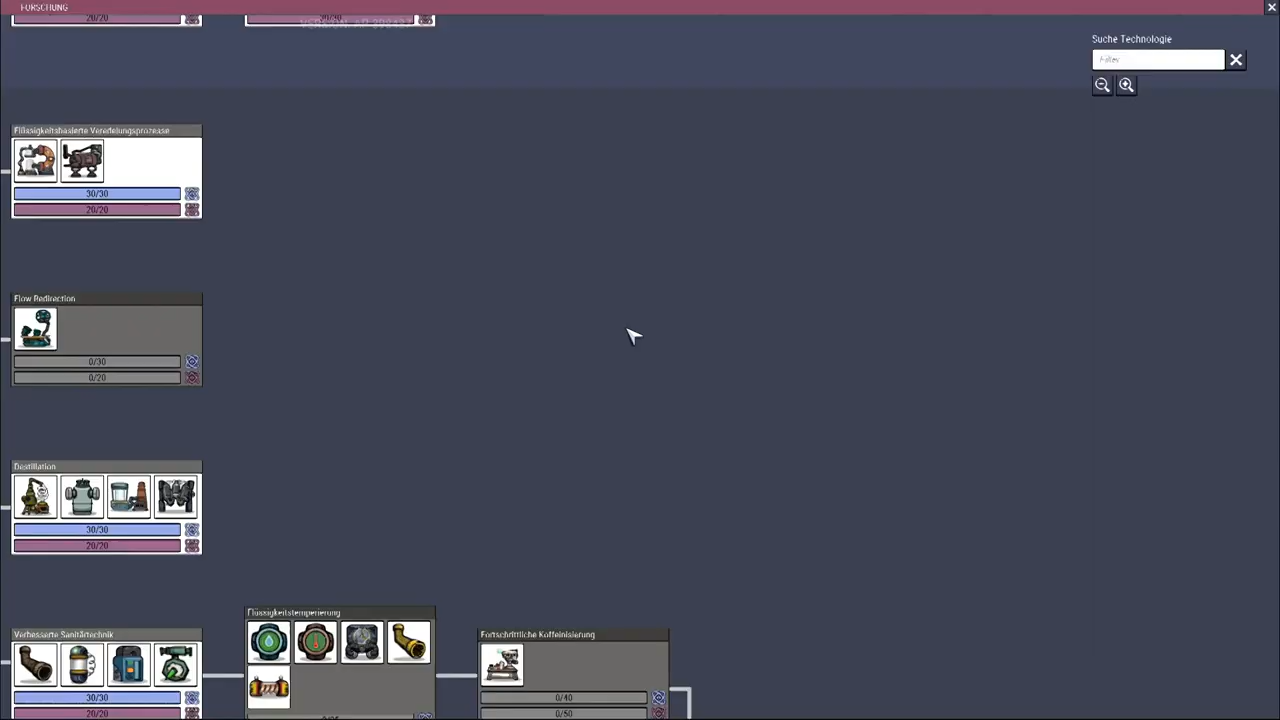 FORSCHUNG
20/20
Suche Technologie
Filter
Flüssigkeitsbasierte Veredelungsprozesse
30/30
20/20
Flow Redirection
0/30
0/20
Destillation
30/30
20/20
Flüssigkeitstemperierung
Verbesserte Sanitärtechnik
Fortschrittliche Koffeinisierung
30/30
0/40
20/20
0/50